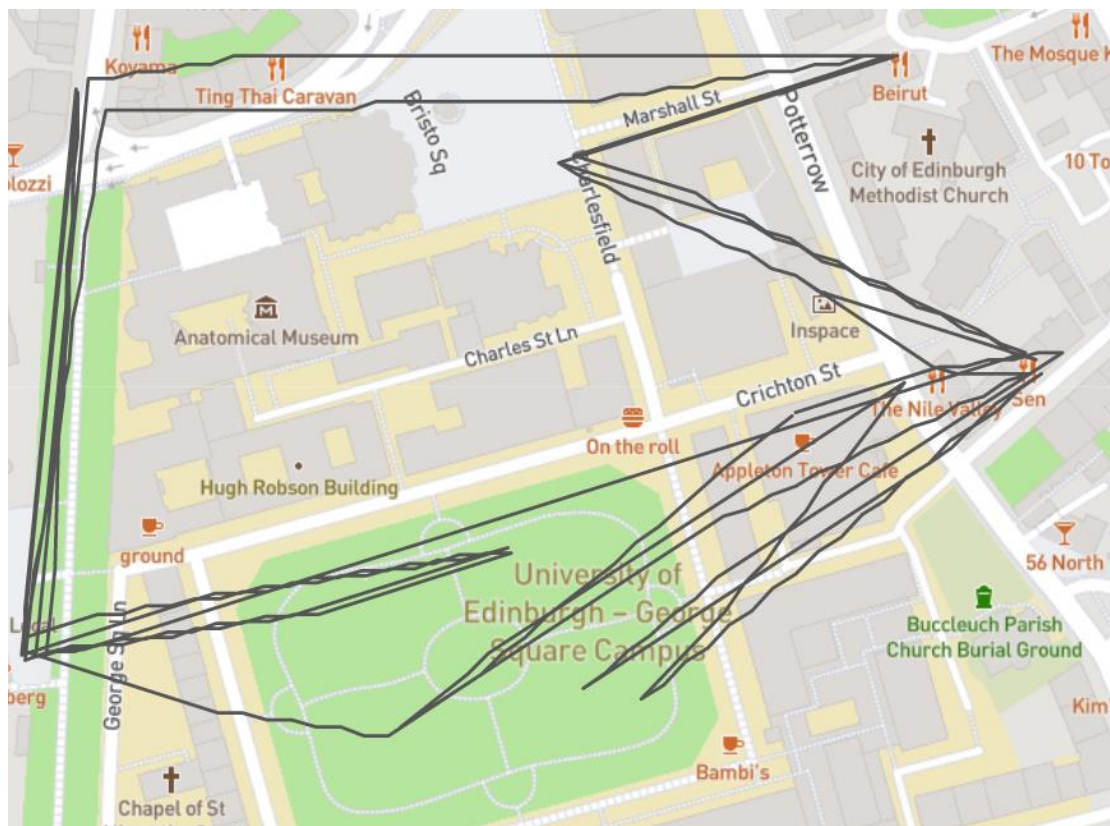 Koyama
The Mosque K
Ting Thai Caravan
Beirut
Marshall St
Bristo Sq
Potterrow
olozzi
City of Edinburgh
Methodist Church
10 To
Charlesfield
Anatomical Museum
Inspace
Charles St Ln
Crichton St
The Nile Valley
Sen
On the roll
Appleton Tower Cafe
Hugh Robson Building
ground
56 North
University of
Edinburgh – George
Square Campus
Buccleuch Parish
Church Burial Ground
George Sq Ln
berg
Kim
Bambi's
Chapel of St